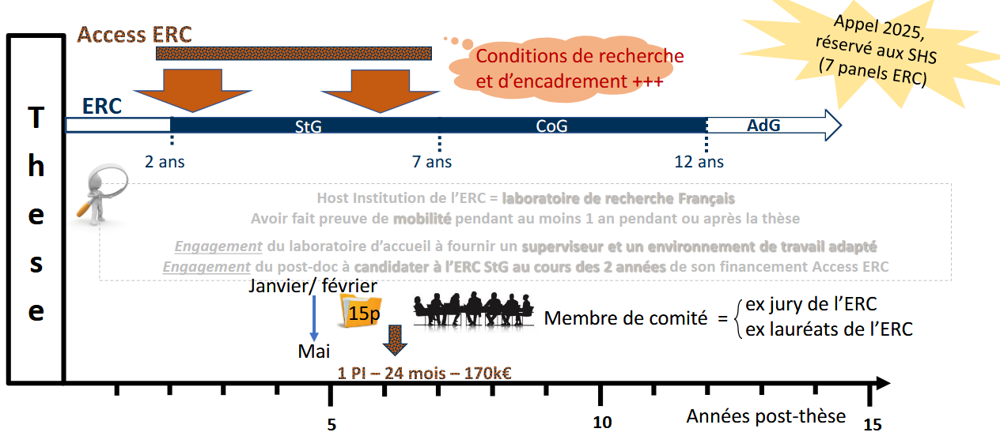 Access ERC
Appel 2025,
réservé aux SHS
(7 panels ERC)
Conditions de recherche
et d’encadrement +++
These
ERC
StG
CoG
AdG
2 ans
7 ans
12 ans
Host Institution de l’ERC = laboratoire de recherche Français
Avoir fait preuve de mobilité pendant au moins 1 an pendant ou après la thèse
Engagement du laboratoire d’accueil à fournir un superviseur et un environnement de travail adapté
Engagement du post-doc à candidater à l’ERC StG au cours des 2 années de son financement Access ERC
Janvier/ février
15p
Mai
Membre de comité =
ex jury de l’ERC
ex lauréats de l’ERC
1 PI – 24 mois – 170k€
Années post-thèse
5
10
15